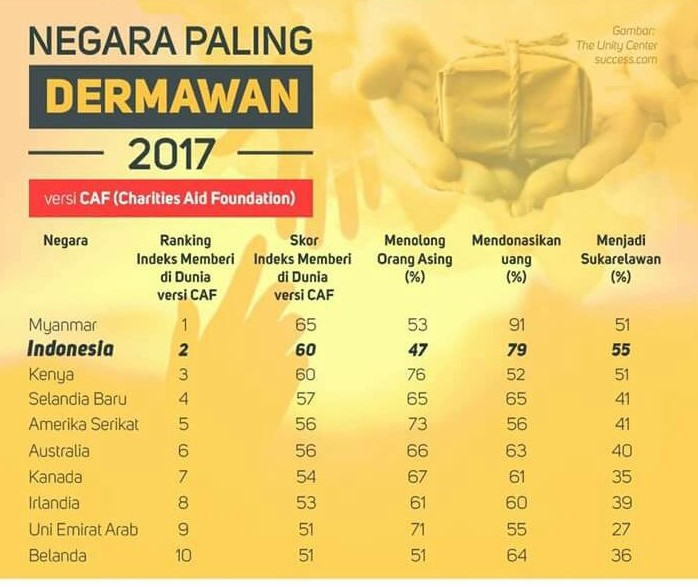 NEGARA PALING
DERMAWAN
2017
versi CAF (Charities Aid Foundation)
Gambar:
The Unity Center
success.com
Negara Ranking Skor Menolong Mendonasikan Menjadi
Indeks Memberi Indeks Memberi Orang Asing uang Sukarelawan
di Dunia di Dunia (%) (%) (%)
versi CAF versi CAF
Myanmar 1 65 53 91 51
Indonesia 2 60 47 79 55
Kenya 3 60 76 52 51
Selandia Baru 4 57 65 65 41
Amerika Serikat 5 56 73 56 41
Australia 6 56 66 63 40
Kanada 7 54 67 61 35
Irlandia 8 53 61 60 39
Uni Emirat Arab 9 51 71 55 27
Belanda 10 51 51 64 36